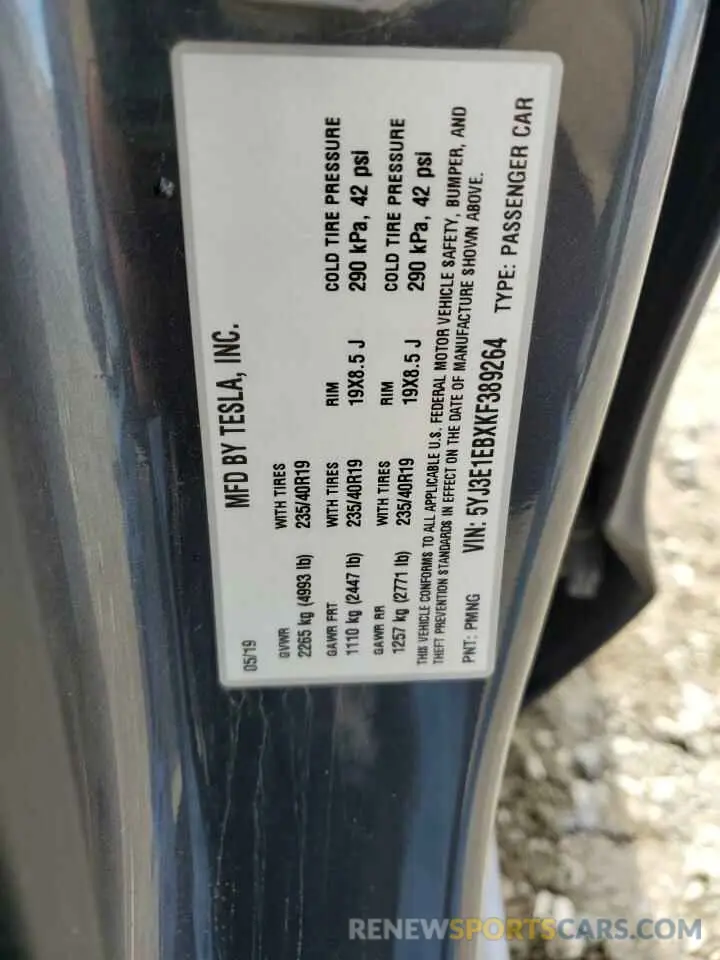 MFD BY TESLA, INC.
05/19
GVWR WITH TIRES
2265 kg (4993 lb) 235/40R19
GAWR FRT WITH TIRES RIM COLD TIRE PRESSURE
1110 kg (2447 lb) 235/40R19 19X8.5 J 290 kPa, 42 psi
GAWR RR WITH TIRES RIM COLD TIRE PRESSURE
1257 kg (2771 lb) 235/40R19 19X8.5 J 290 kPa, 42 psi
THIS VEHICLE CONFORMS TO ALL APPLICABLE U.S. FEDERAL MOTOR VEHICLE SAFETY, BUMPER, AND
THEFT PREVENTION STANDARDS IN EFFECT ON THE DATE OF MANUFACTURE SHOWN ABOVE.
PNT: PMNG VIN: 5YJ3E1EBXKF389264 TYPE: PASSENGER CAR
RENEWSPORTSCARS.COM